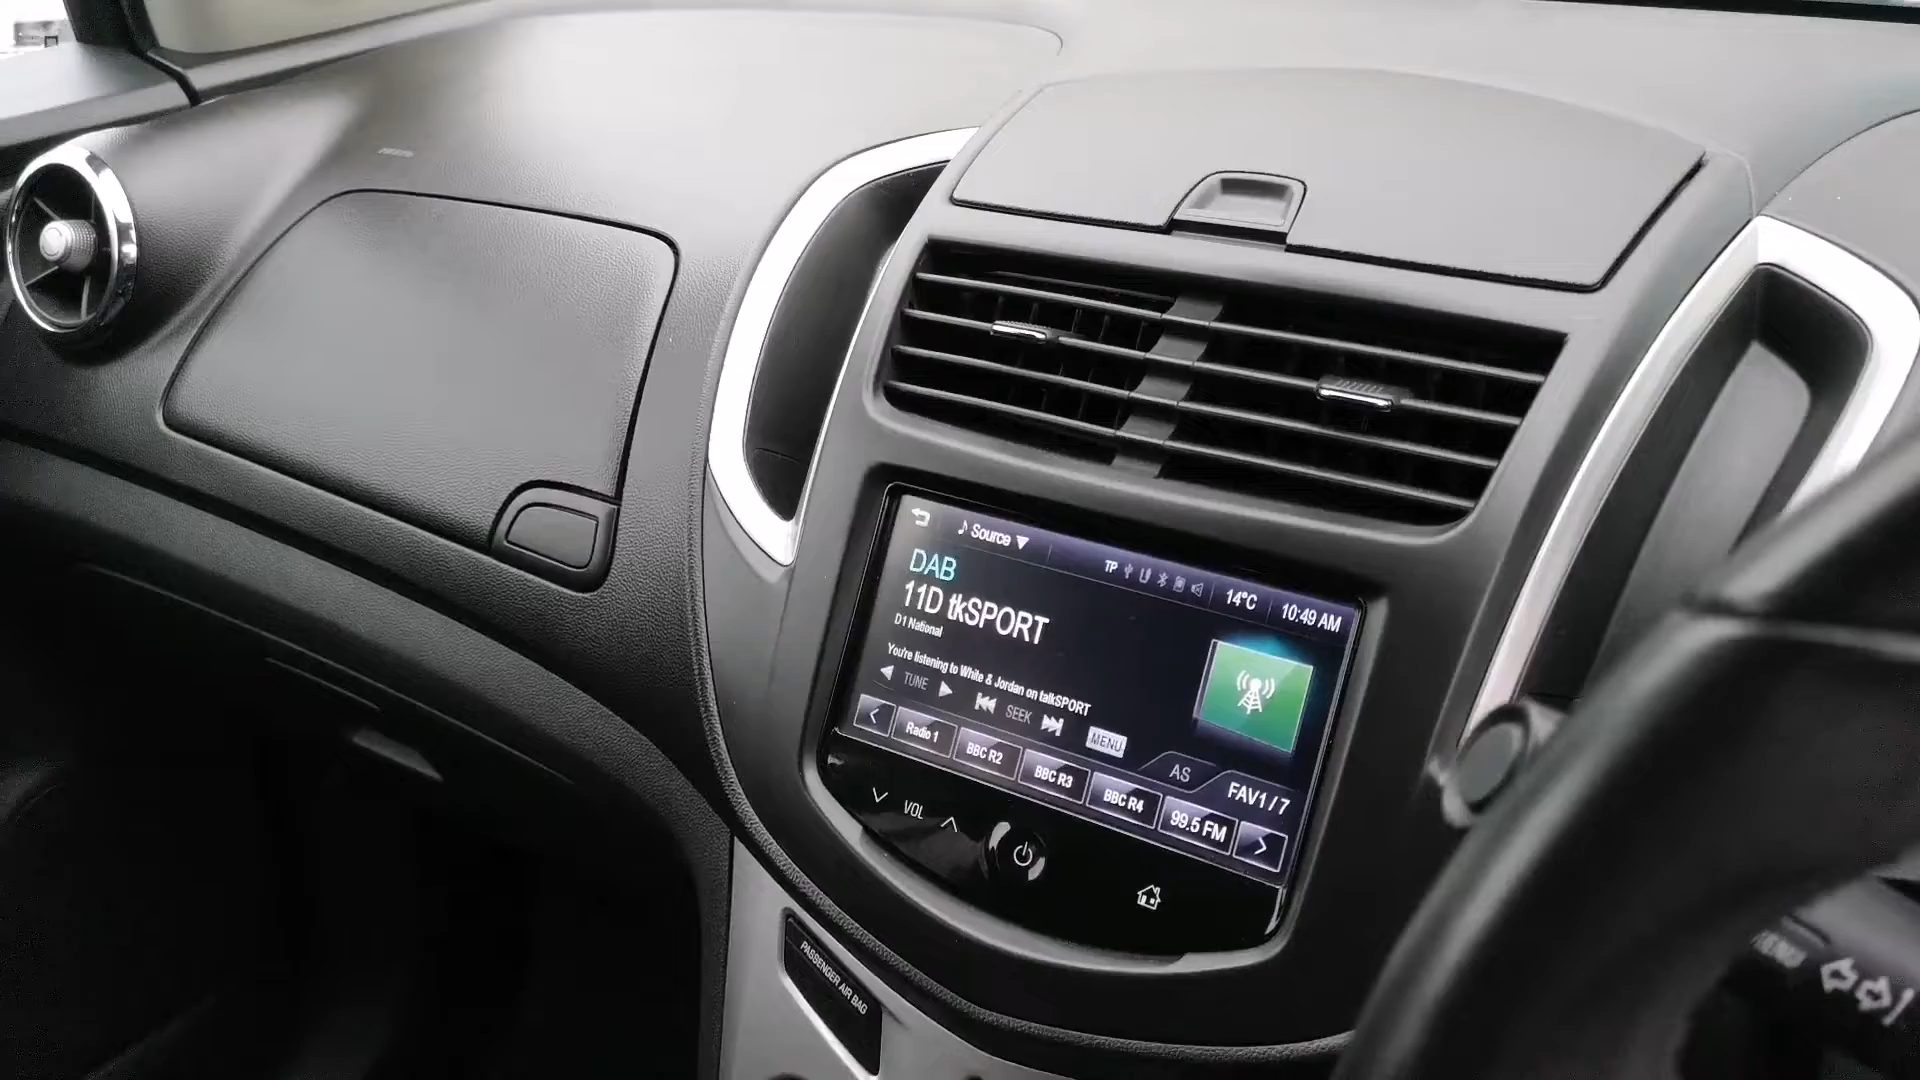 Source
TP
14°C
10:49 AM
DAB
11D tkSPORT
D1 National
You're listening to White & Jordan on talkSPORT
TUNE
SEEK
MENU
AS
FAV1 / 7
Radio 1
BBC R2
BBC R3
BBC R4
99.5 FM
VOL
PASSENGER AIR BAG